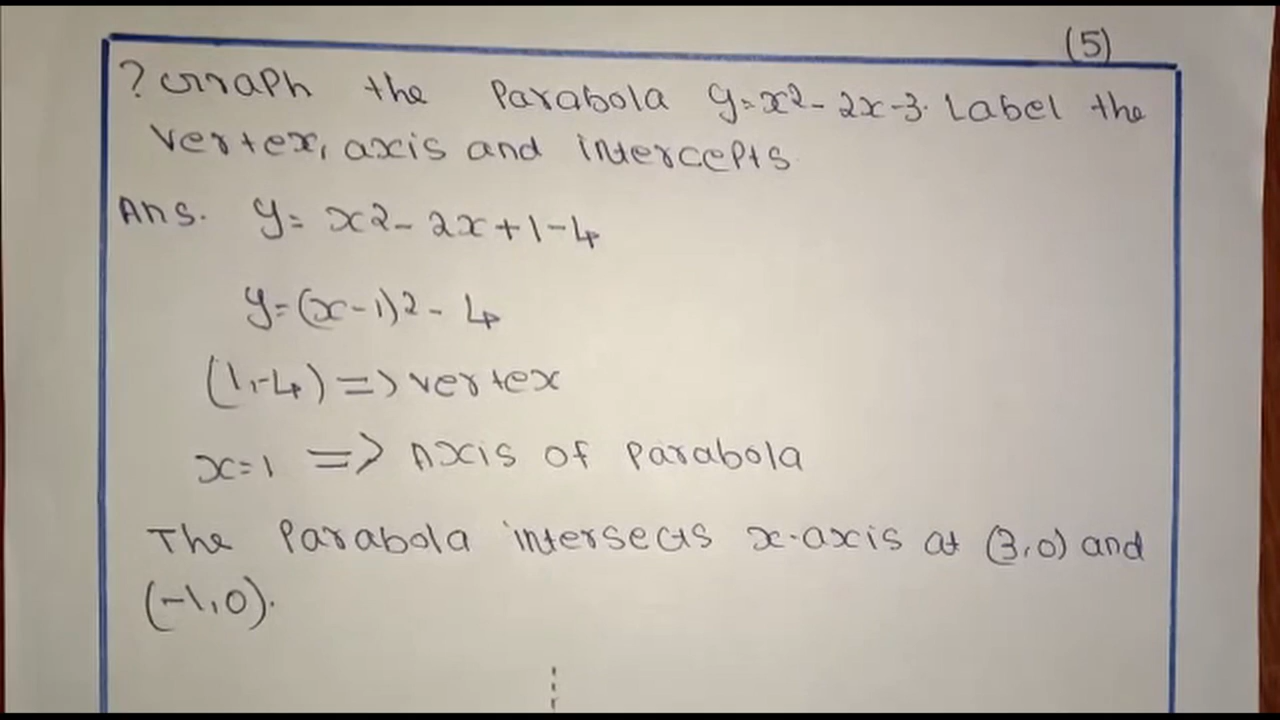 (5)
? Graph the Parabola y=x2-2x-3. Label the
vertex, axis and intercepts
Ans. y= x2-2x+1-4
y=(x-1)2-4
(1,-4) => vertex
x=1 => Axis of Parabola
The Parabola intersects x-axis at (3,0) and
(-1,0).